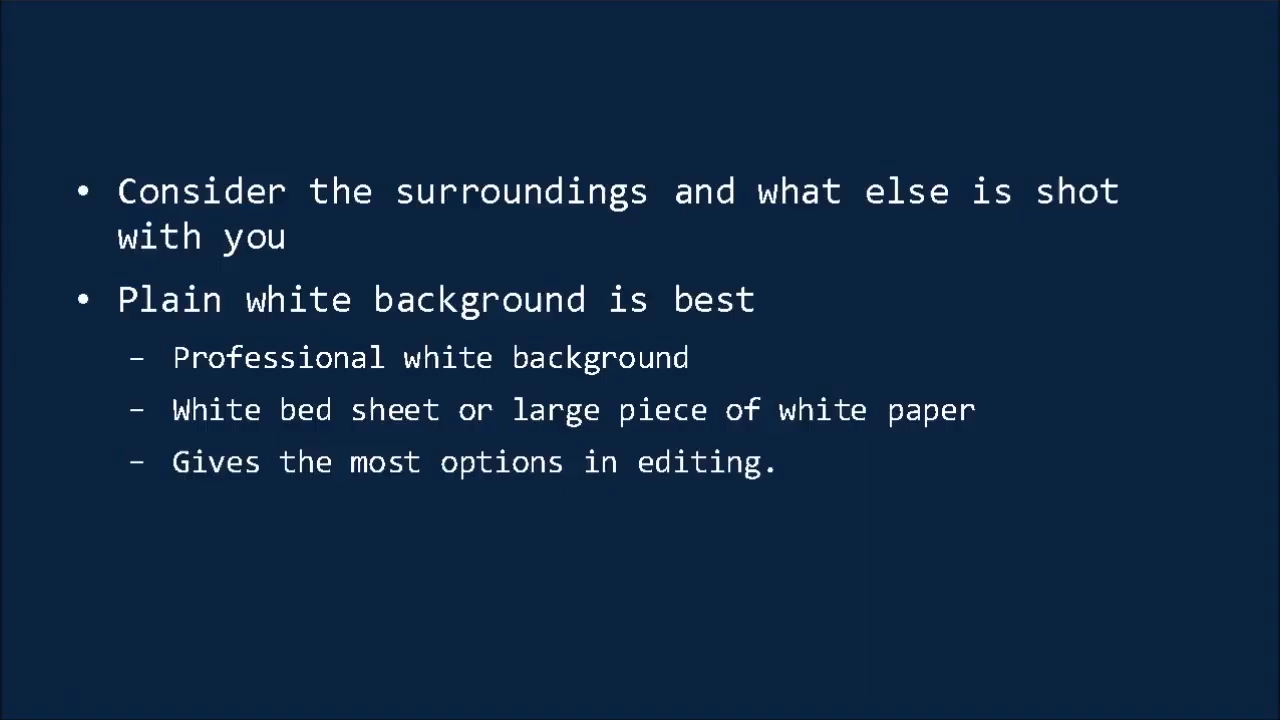 • Consider the surroundings and what else is shot
with you
• Plain white background is best
– Professional white background
– White bed sheet or large piece of white paper
– Gives the most options in editing.